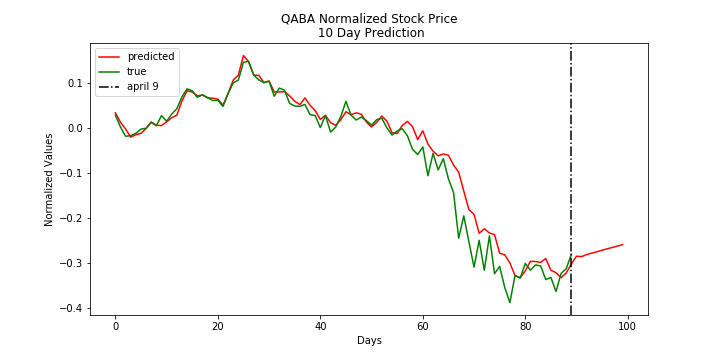 QABA Normalized Stock Price
10 Day Prediction
predicted
true
april 9
0.1
0.0
−0.1
−0.2
−0.3
−0.4
Normalized Values
0 20 40 60 80 100
Days